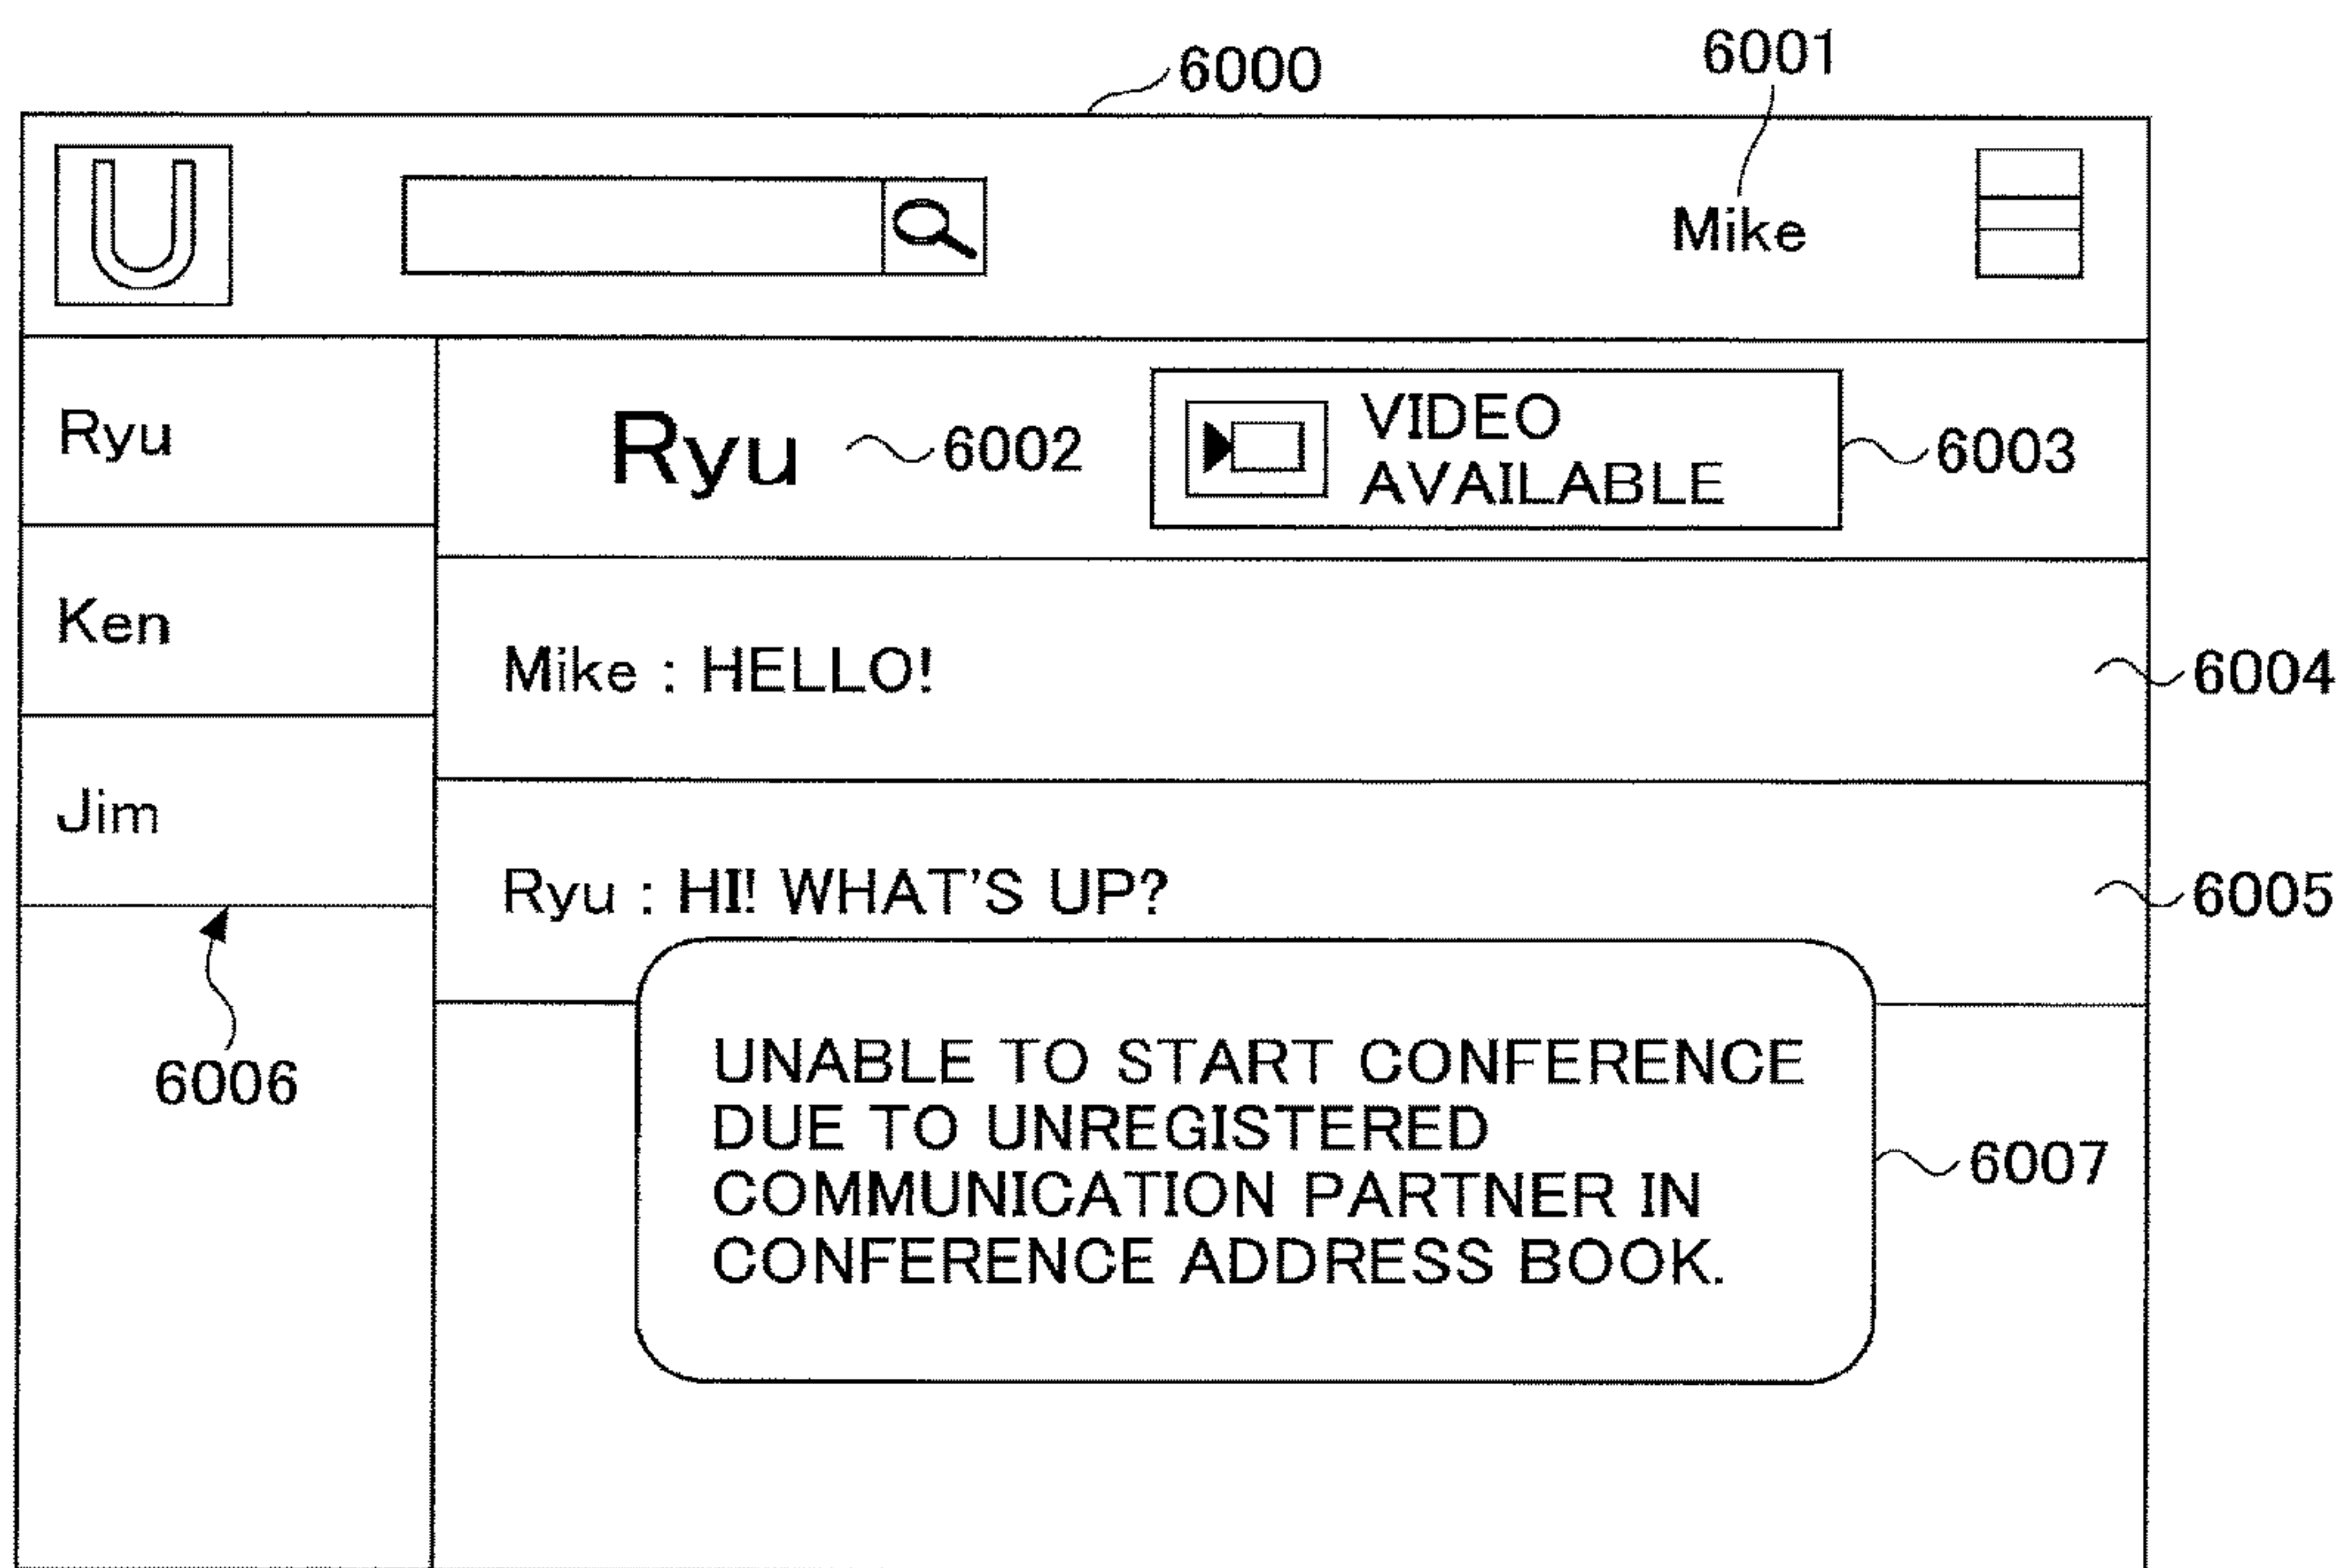 6000
6001
U
Mike
Ryu
Ken
Jim
6006
Ryu
6002
VIDEO
AVAILABLE
6003
Mike : HELLO!
6004
Ryu : HI! WHAT'S UP?
6005
UNABLE TO START CONFERENCE
DUE TO UNREGISTERED
COMMUNICATION PARTNER IN
CONFERENCE ADDRESS BOOK.
6007